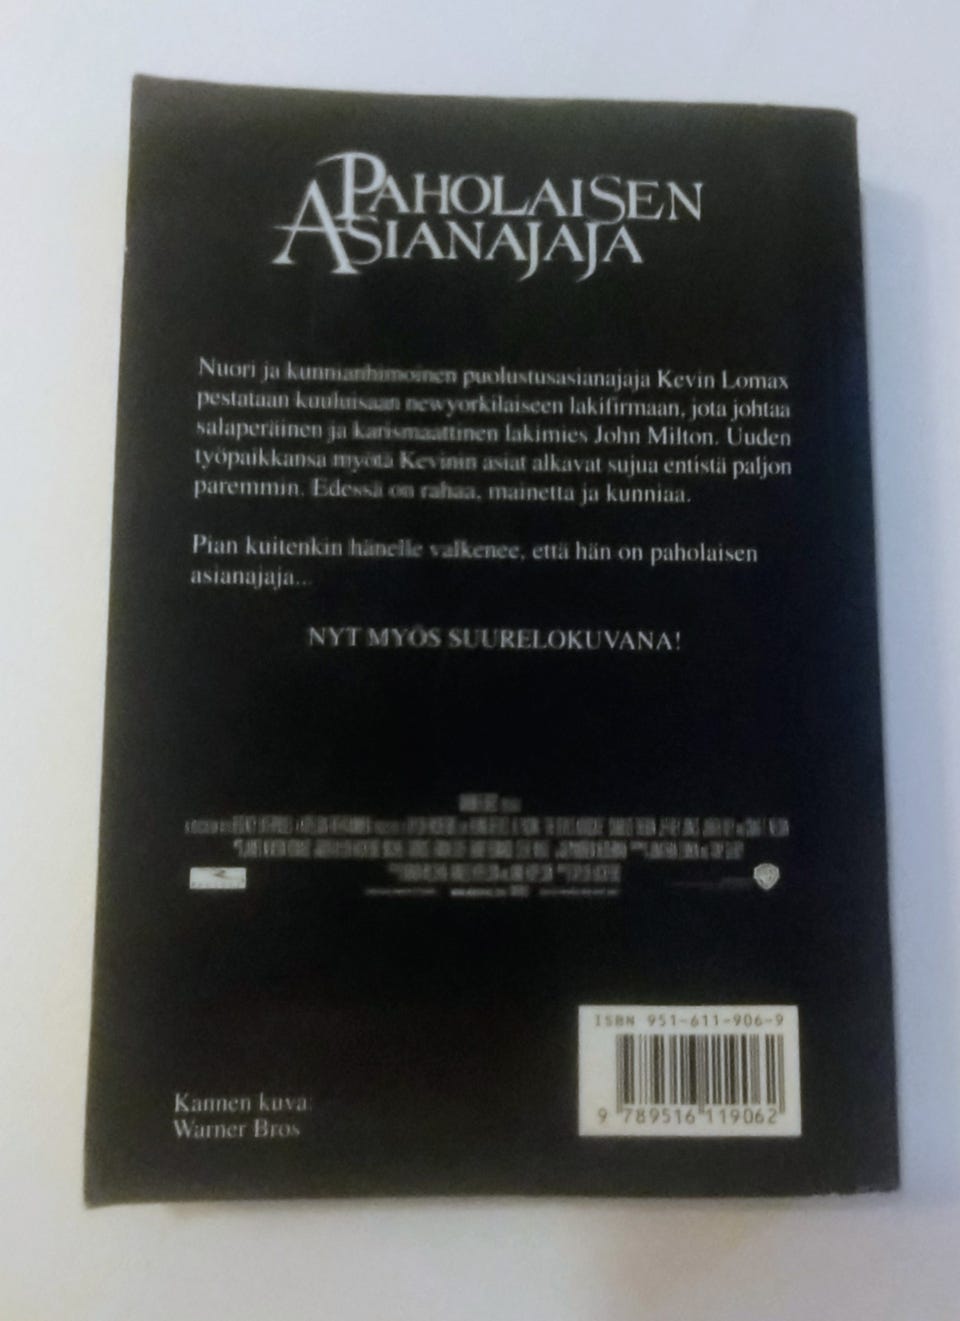 PAHOLAISEN
ASIANAJAJA
Nuori ja kunnianhimoinen puolustusasianajaja Kevin Lomax
pestataan kuuluisaan newyorkilaiseen lakifirmaan, jota johtaa
salaperäinen ja karismaattinen lakimies John Milton. Uuden
työpaikkansa myötä Kevinin asiat alkavat sujua entistä paljon
paremmin. Edessä on rahaa, mainetta ja kunniaa.
Pian kuitenkin hänelle valkenee, että hän on paholaisen
asianajaja...
NYT MYÖS SUURELOKUVANA!
ISBN 951-611-906-9
9 789516 119062
Kannen kuva:
Warner Bros